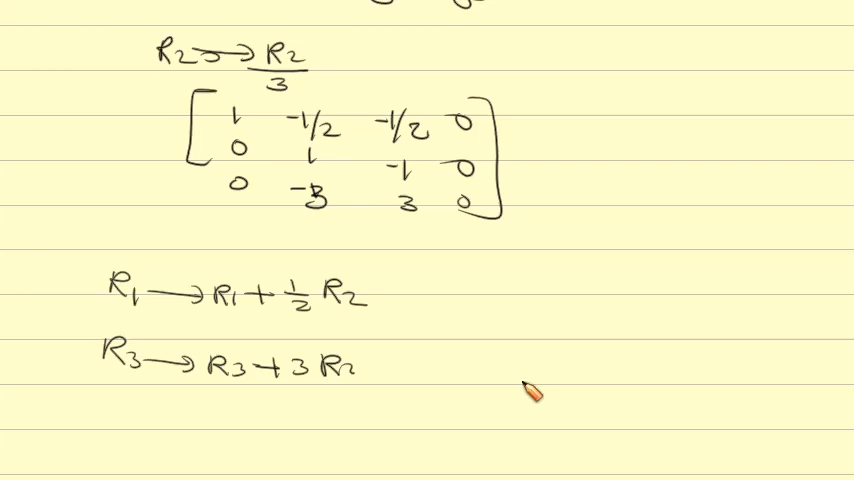 R2 → R2/3
1 -1/2 -1/2 0
0 1 -1 0
0 -3 3 0
R1 → R1 + 1/2 R2
R3 → R3 + 3 R2